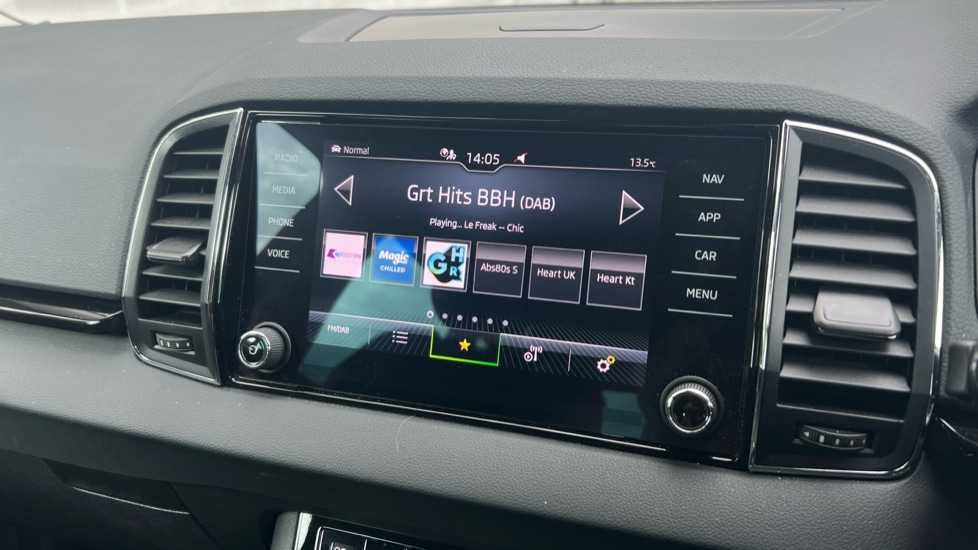 RADIO
MEDIA
PHONE
VOICE
Normal
14:05
13.5°c
Grt Hits BBH (DAB)
Playing... Le Freak -- Chic
Magic
CHILLED
GHR
Abs80s S
Heart UK
Heart Kt
FM/DAB
NAV
APP
CAR
MENU